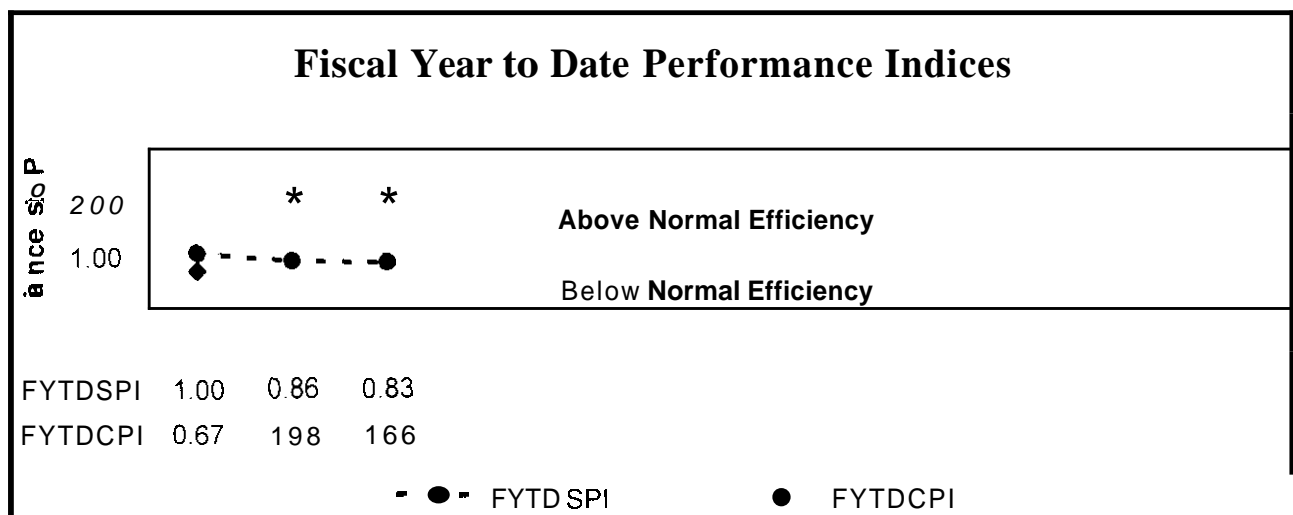 Fiscal Year to Date Performance Indices
200
* *
Above Normal Efficiency
1.00
Below Normal Efficiency
FYTDSPI 1.00 0.86 0.83
FYTDCPI 0.67 198 166
FYTD SPI FYTDCPI